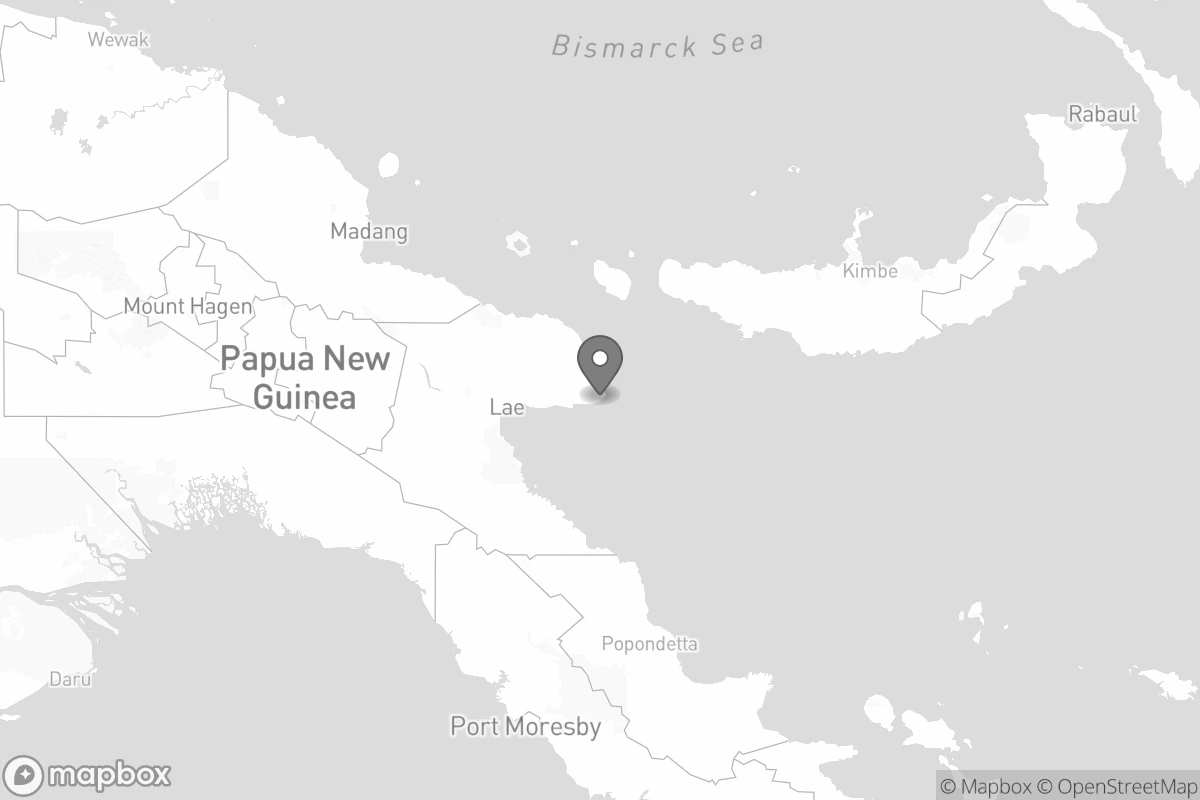 Wewak
Bismarck Sea
Rabaul
Madang
Kimbe
Mount Hagen
Papua New
Guinea
Lae
Popondetta
Daru
Port Moresby
mapbox
© Mapbox © OpenStreetMap